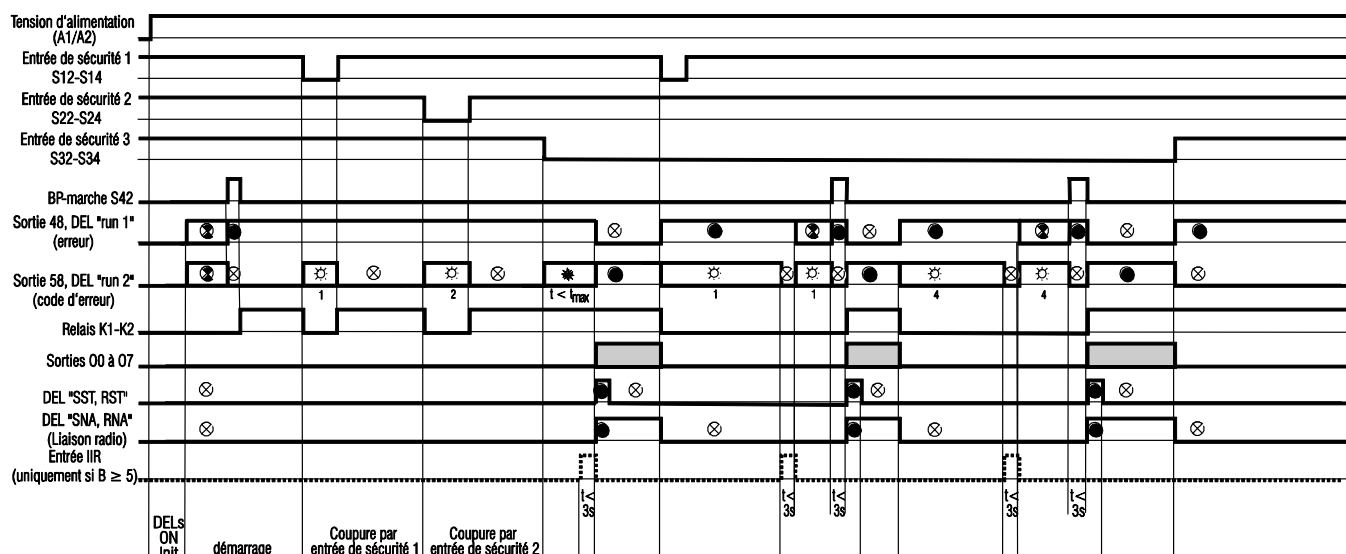 Tension d'alimentation
(A1/A2)
Entrée de sécurité 1
S12-S14
Entrée de sécurité 2
S22-S24
Entrée de sécurité 3
S32-S34
BP-marche S42
Sortie 48, DEL "run 1"
(erreur)
Sortie 58, DEL "run 2"
(code d'erreur)
1
2
t < tmax
1
1
4
4
Relais K1-K2
Sorties O0 à O7
DEL "SST, RST"
DEL "SNA, RNA"
(Liaison radio)
Entrée IIR
(uniquement si B ≥ 5)
t<
3s
t<
3s
t<
3s
t<
3s
t<
3s
DELs
ON
Init
démarrage
Coupure par
entrée de sécurité 1
Coupure par
entrée de sécurité 2